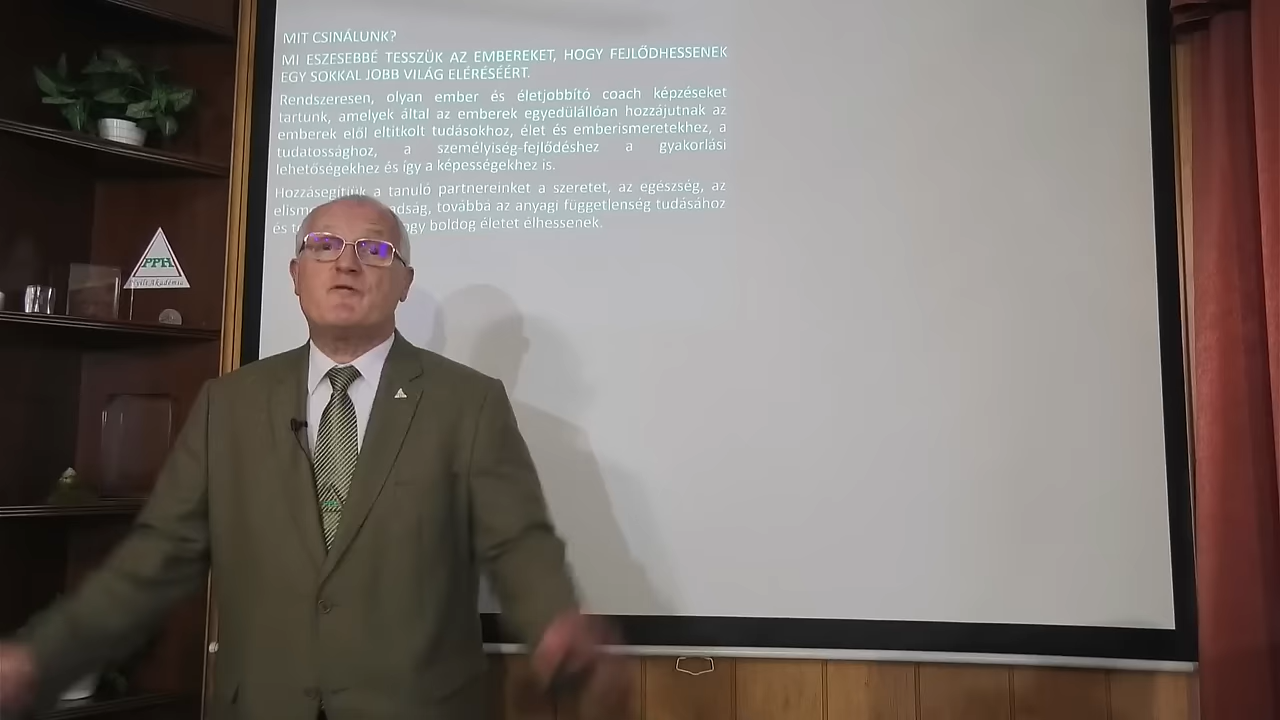 MIT CSINÁLUNK?
MI ESZESEBBÉ TESSZÜK AZ EMBEREKET, HOGY FEJLŐDHESSENEK
EGY SOKKAL JOBB VILÁG ELÉRÉSÉÉRT.
Rendszeresen, olyan ember és életjobbító coach képzéseket
tartunk, amelyek által az emberek egyedülállóan hozzájutnak az
emberek elől eltitkolt tudásokhoz, élet és emberismeretekhez, a
tudatossághoz, a személyiség-fejlődéshez a gyakorlási
lehetőségekhez és így a képességekhez is.
Hozzásegítjük a tanuló partnereinket a szeretet, az egészség, az
továbbá az anyagi függetlenség tudásához
és boldog életet élhessenek.
PPH
Nyílt Akadémia